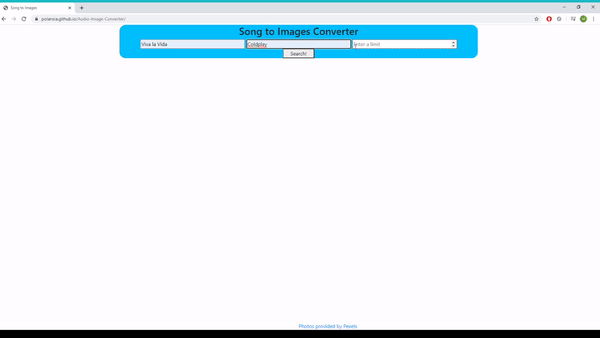 Song to Images
potencia.github.io/Audio-Image-Converter/
Song to Images Converter
Viva la Vida
Coldplay
Enter a limit
Search!
Photos provided by Pexels